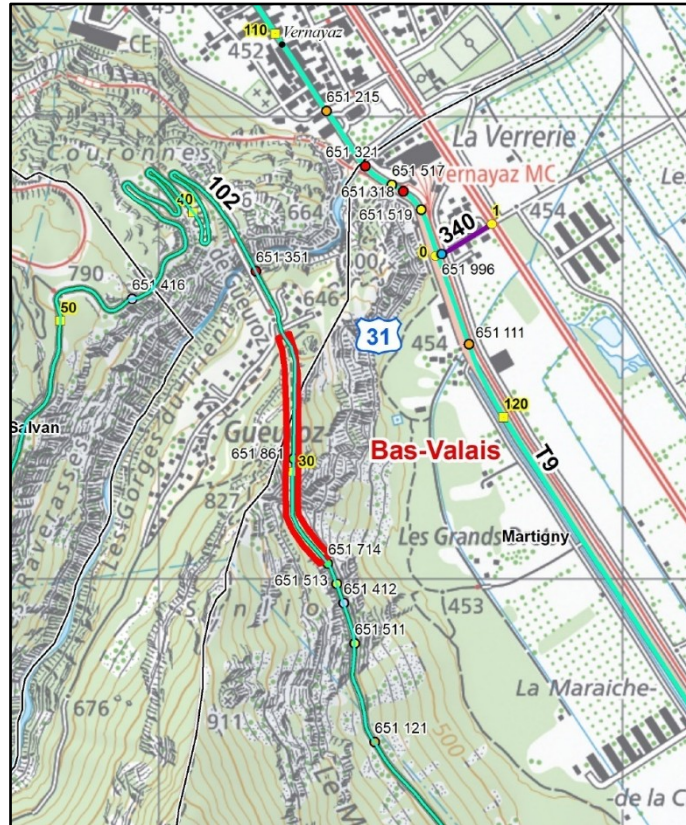 110
Vernayaz
452
CE
651 215
La Verrerie
651 321
651 517
Vernayaz MC
651 318
102
40
664
651 519
340
1
454
0
651 996
651 351
790
651 416
646
50
31
454
651 111
120
Salvan
Gueuroz
651 861
30
Bas-Valais
T9
827
651 714
Les Grands
Martigny
651 513
651 412
453
651 511
La Maraiche-
676
911
651 121
500
Le M
-de la C